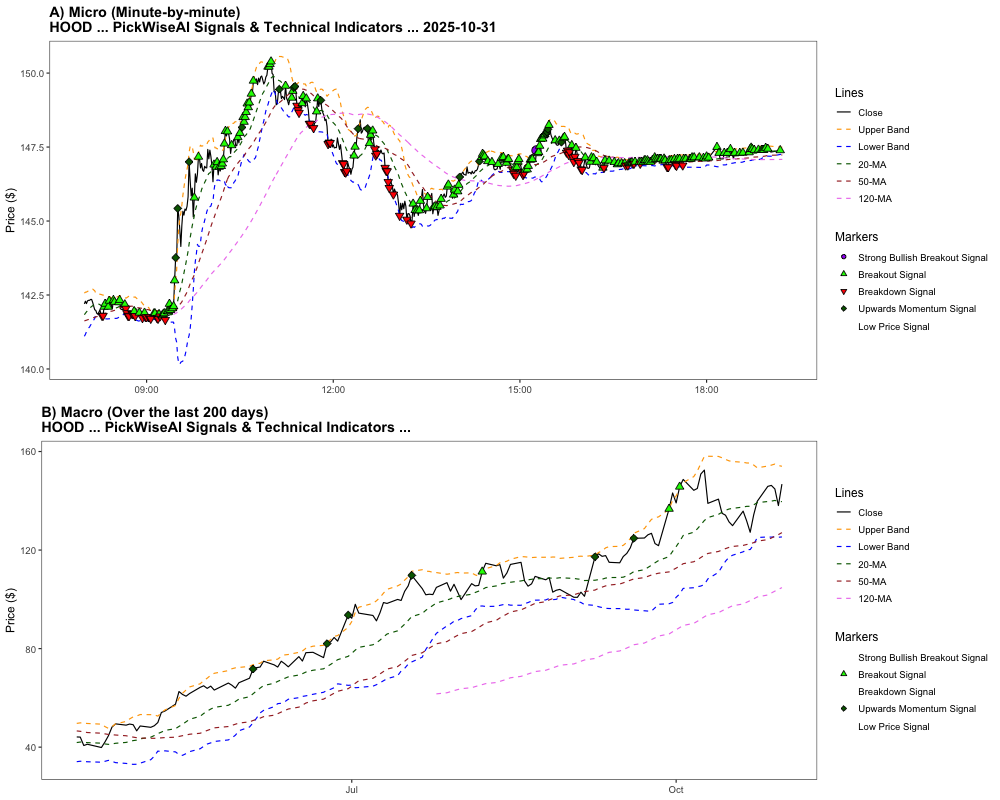 A) Micro (Minute-by-minute)
HOOD ... PickWiseAI Signals & Technical Indicators ... 2025-10-31
Price ($)
150.0
147.5
145.0
142.5
140.0
09:00
12:00
15:00
18:00
Lines
Close
Upper Band
Lower Band
20-MA
50-MA
120-MA
Markers
Strong Bullish Breakout Signal
Breakout Signal
Breakdown Signal
Upwards Momentum Signal
Low Price Signal
B) Macro (Over the last 200 days)
HOOD ... PickWiseAI Signals & Technical Indicators ...
Price ($)
160
120
80
40
Jul
Oct
Lines
Close
Upper Band
Lower Band
20-MA
50-MA
120-MA
Markers
Strong Bullish Breakout Signal
Breakout Signal
Breakdown Signal
Upwards Momentum Signal
Low Price Signal